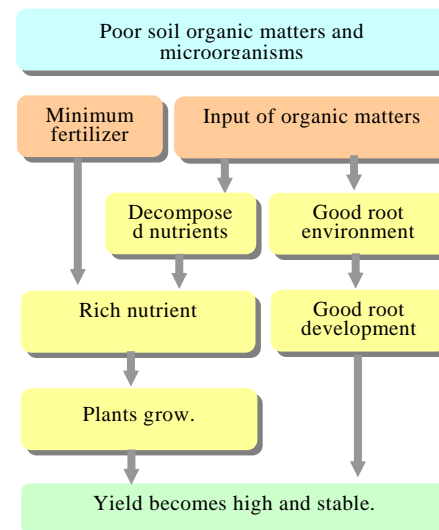 Poor soil organic matters and
microorganisms
Minimum
fertilizer
Input of organic matters
Decompose
d nutrients
Good root
environment
Rich nutrient
Good root
development
Plants grow.
Yield becomes high and stable.